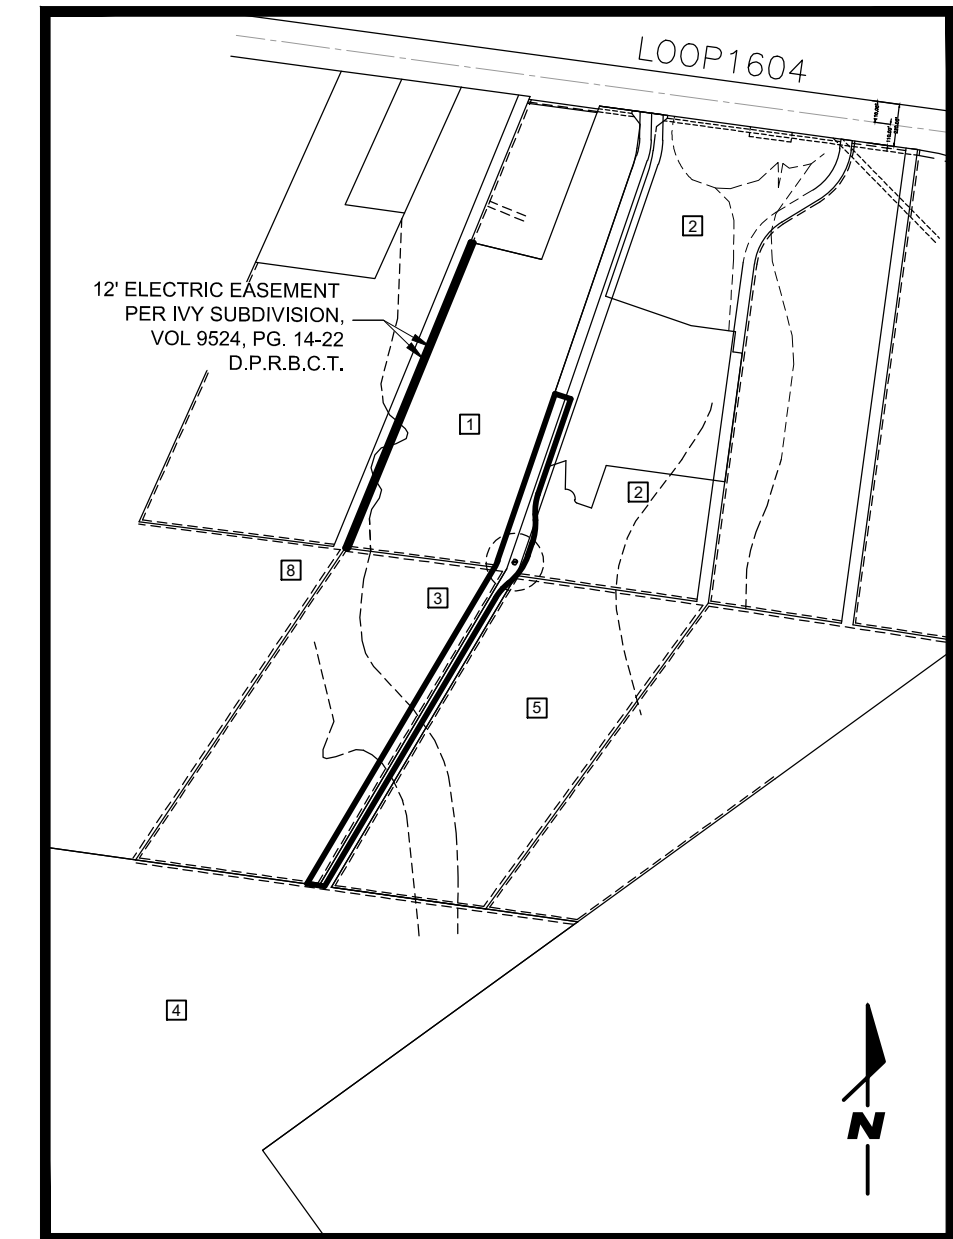 LOOP1604
2
12' ELECTRIC EASEMENT
PER IVY SUBDIVISION,
VOL 9524, PG. 14-22
D.P.R.B.C.T.
1
2
8
3
5
4
N